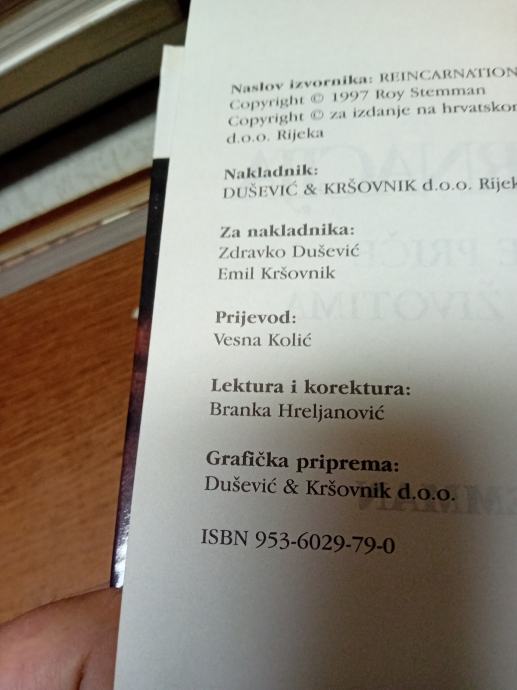 Naslov izvornika: REINCARNATION
Copyright © 1997 Roy Stemman
Copyright © za izdanje na hrvatskom
d.o.o. Rijeka
Nakladnik:
DUŠEVIĆ & KRŠOVNIK d.o.o. Rijek
Za nakladnika:
Zdravko Dušević
Emil Kršovnik
Prijevod:
Vesna Kolić
Lektura i korektura:
Branka Hreljanović
Grafička priprema:
Dušević & Kršovnik d.o.o.
ISBN 953-6029-79-0